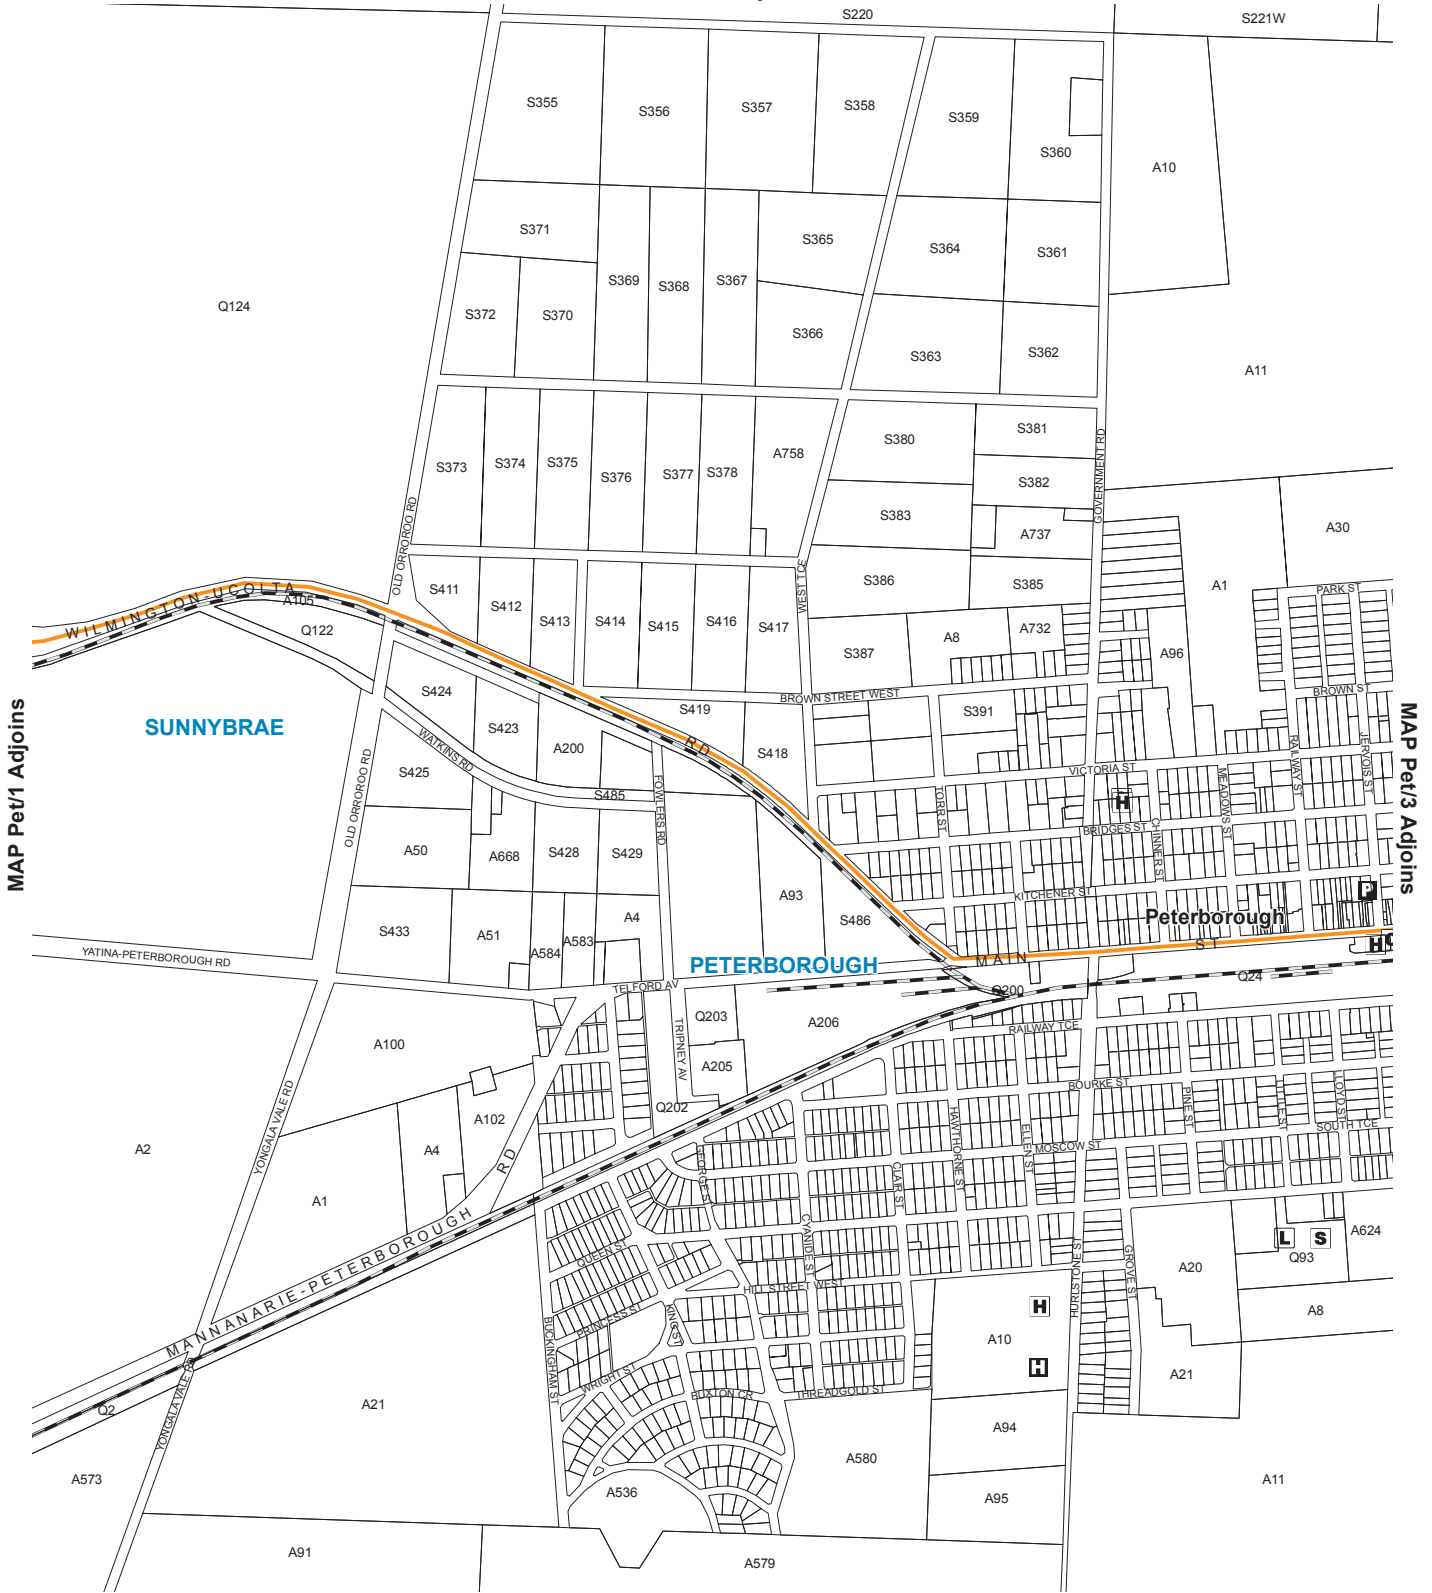 S220
S221W
S355
S356
S357
S358
S359
S360
A10
S371
S365
S364
S361
S369
S368
S367
Q124
S372
S370
S366
S363
S362
A11
S380
S381
S373
S374
S375
S376
S377
S378
A758
S382
GOVERNMENT RD
OLD ORROROO RD
S383
A737
A30
WEST TCE
S386
S385
A1
PARK ST
S411
S412
S413
S414
S415
S416
S417
WILMINGTON-UCOLTA
A105
Q122
S387
A8
A732
A96
BROWN STREET WEST
BROWN ST
S424
S419
S391
MAP Pet/1 Adjoins
SUNNYBRAE
S423
A200
RD
S418
MAP Pet/3 Adjoins
WATKINS RD
S425
S485
FOWLERS RD
OLD ORROROO RD
VICTORIA ST
H
TORR ST
BRIDGES ST
CHINNER ST
MEADOWS ST
RAILWAY ST
JERVOIS ST
A50
A668
S428
S429
A93
S486
KITCHENER ST
P
Peterborough
S433
A51
A584
A583
A4
YATINA-PETERBOROUGH RD
PETERBOROUGH
MAIN
ST
H
TELFORD AV
Q200
Q24
Q203
A206
RAILWAY TCE
A100
TRIPNEY AV
A205
BOURKE ST
Q202
A102
YONGALA VALE RD
A2
A4
A1
RD
GEORGE ST
CLAIR ST
HAWTHORNE ST
ELLEN ST
MOSCOW ST
PINE ST
LITTLE ST
LLOYD ST
SOUTH TCE
MANNANARIE-PETERBOROUGH
QUEEN ST
CYANIDE ST
HILL STREET WEST
HURLSTONE ST
GROVE ST
A20
L
S
Q93
A624
A8
PRINCESS ST
KING ST
BUCKINGHAM ST
WRIGHT ST
BUXTON CR
THREADGOLD ST
H
A10
H
A21
YONGALA VALE RD
Q2
A21
A94
A580
A573
A536
A95
A11
A91
A579